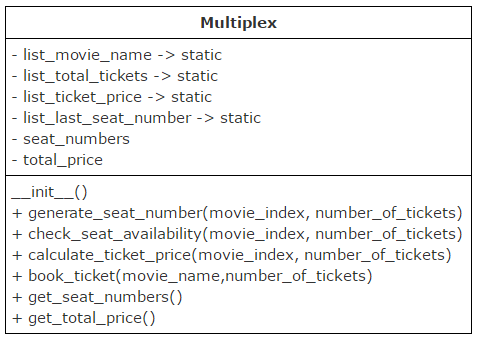 Multiplex
- list_movie_name -> static
- list_total_tickets -> static
- list_ticket_price -> static
- list_last_seat_number -> static
- seat_numbers
- total_price
__init__()
+ generate_seat_number(movie_index, number_of_tickets)
+ check_seat_availability(movie_index, number_of_tickets)
+ calculate_ticket_price(movie_index, number_of_tickets)
+ book_ticket(movie_name,number_of_tickets)
+ get_seat_numbers()
+ get_total_price()